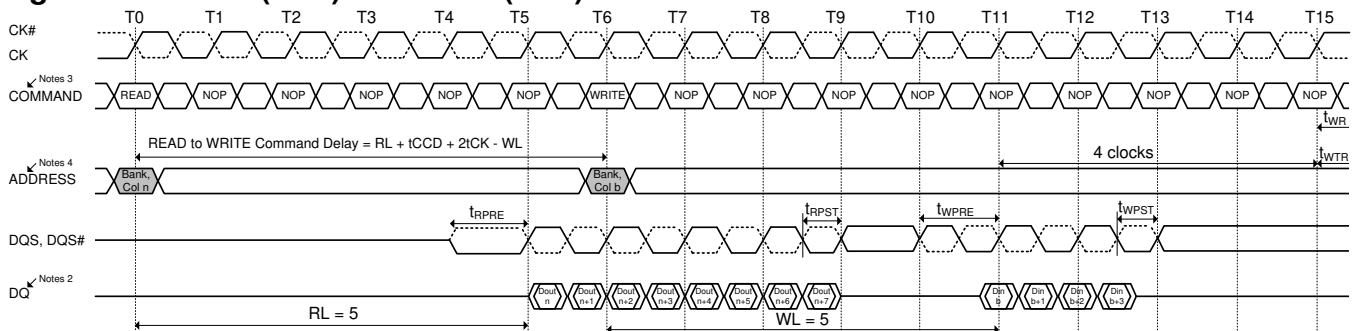 T0 T1 T2 T3 T4 T5 T6 T7 T8 T9 T10 T11 T12 T13 T14 T15
CK#
CK
Notes 3
COMMAND READ NOP NOP NOP NOP NOP WRITE NOP NOP NOP NOP NOP NOP NOP NOP NOP
tWR
READ to WRITE Command Delay = RL + tCCD + 2tCK - WL
4 clocks
tWTR
Notes 4
ADDRESS
Bank, Col n
Bank, Col b
tRPRE tRPST tWPRE tWPST
DQS, DQS#
Notes 2
DQ
Dout n
Dout n+1
Dout n+2
Dout n+3
Dout n+4
Dout n+5
Dout n+6
Dout n+7
Din b
Din b+1
Din b+2
Din b+3
RL = 5
WL = 5